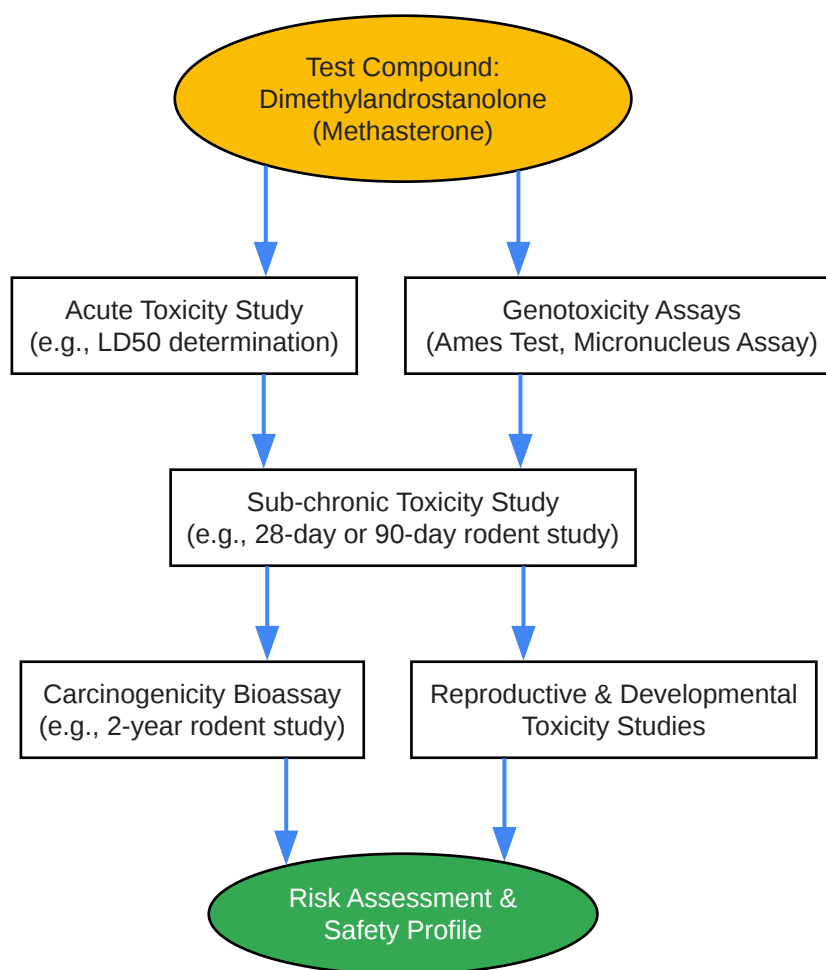 Test Compound:
Dimethylandrostanolone
(Methasterone)
Acute Toxicity Study
(e.g., LD50 determination)
Genotoxicity Assays
(Ames Test, Micronucleus Assay)
Sub-chronic Toxicity Study
(e.g., 28-day or 90-day rodent study)
Carcinogenicity Bioassay
(e.g., 2-year rodent study)
Reproductive & Developmental
Toxicity Studies
Risk Assessment &
Safety Profile